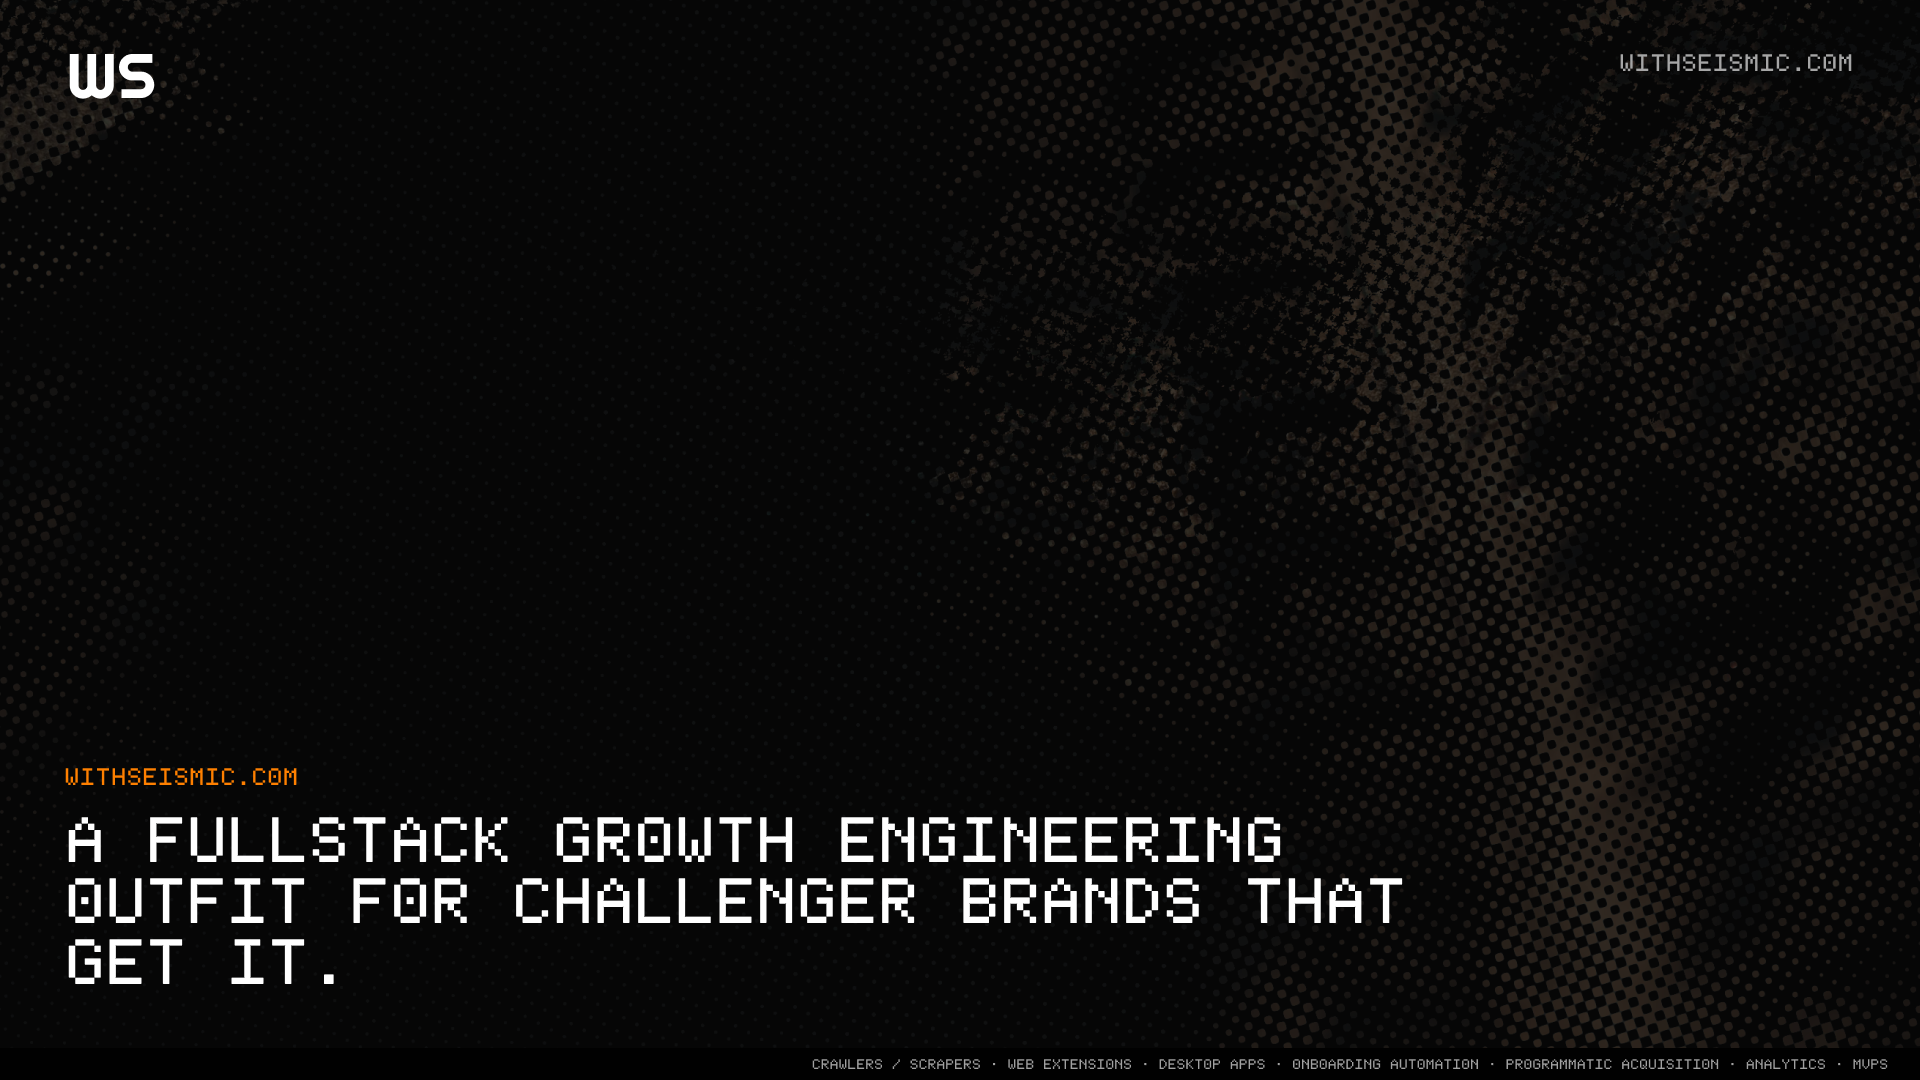 WS
WITHSEISMIC.COM
WITHSEISMIC.COM
A FULLSTACK GROWTH ENGINEERING
OUTFIT FOR CHALLENGER BRANDS THAT
GET IT.
CRAWLERS / SCRAPERS · WEB EXTENSIONS · DESKTOP APPS · ONBOARDING AUTOMATION · PROGRAMMATIC ACQUISITION · ANALYTICS · MVPS